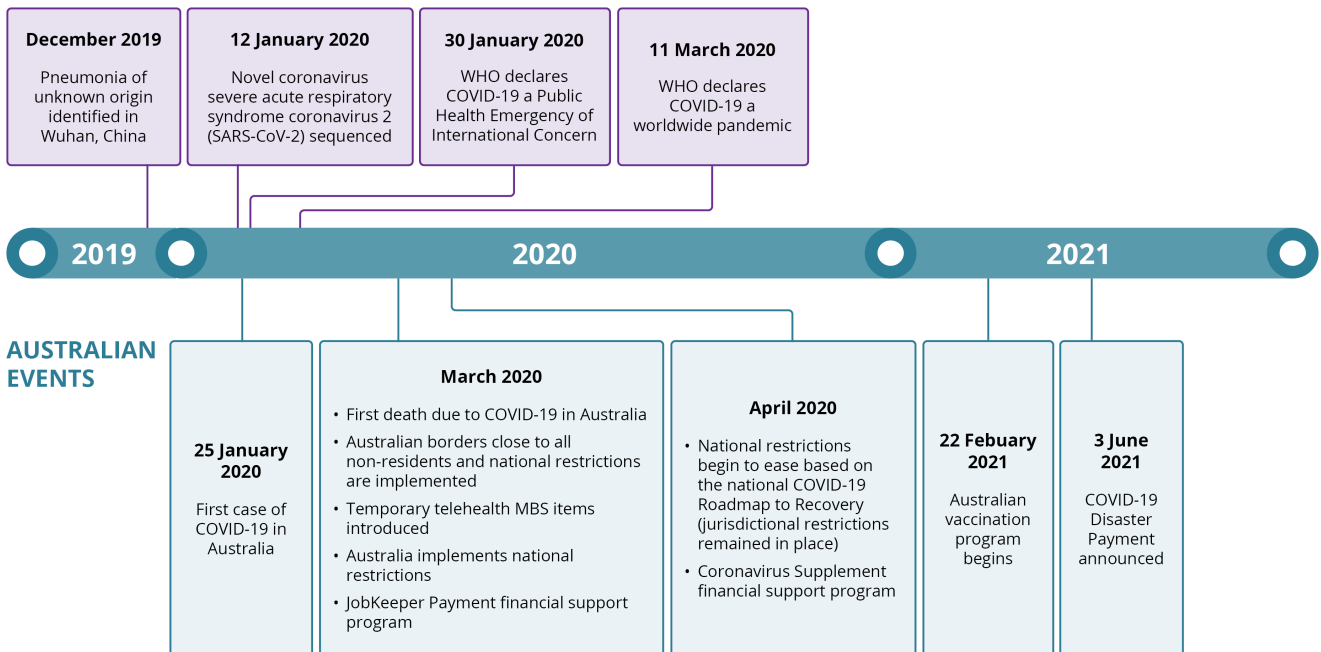 December 2019
Pneumonia of
unknown origin
identified in
Wuhan, China
12 January 2020
Novel coronavirus
severe acute respiratory
syndrome coronavirus 2
(SARS-CoV-2) sequenced
30 January 2020
WHO declares
COVID-19 a Public
Health Emergency of
International Concern
11 March 2020
WHO declares
COVID-19 a
worldwide pandemic
2019
2020
2021
AUSTRALIAN
EVENTS
25 January
2020
First case of
COVID-19 in
Australia
March 2020
• First death due to COVID-19 in Australia
• Australian borders close to all
non-residents and national restrictions
are implemented
• Temporary telehealth MBS items
introduced
• Australia implements national
restrictions
• JobKeeper Payment financial support
program
April 2020
• National restrictions
begin to ease based on
the national COVID-19
Roadmap to Recovery
(jurisdictional restrictions
remained in place)
• Coronavirus Supplement
financial support program
22 Febuary
2021
Australian
vaccination
program
begins
3 June
2021
COVID-19
Disaster
Payment
announced